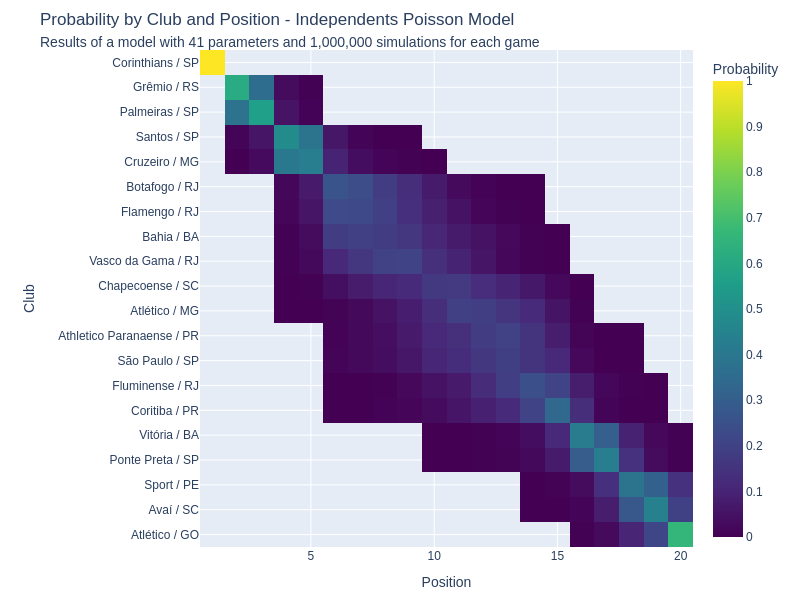 Probability by Club and Position - Independents Poisson Model
Results of a model with 41 parameters and 1,000,000 simulations for each game
Probability
Corinthians / SP
Grêmio / RS
Palmeiras / SP
Santos / SP
Cruzeiro / MG
Botafogo / RJ
Flamengo / RJ
Bahia / BA
Vasco da Gama / RJ
Chapecoense / SC
Atlético / MG
Athletico Paranaense / PR
São Paulo / SP
Fluminense / RJ
Coritiba / PR
Vitória / BA
Ponte Preta / SP
Sport / PE
Avaí / SC
Atlético / GO
Club
5
10
15
20
Position
1
0.9
0.8
0.7
0.6
0.5
0.4
0.3
0.2
0.1
0